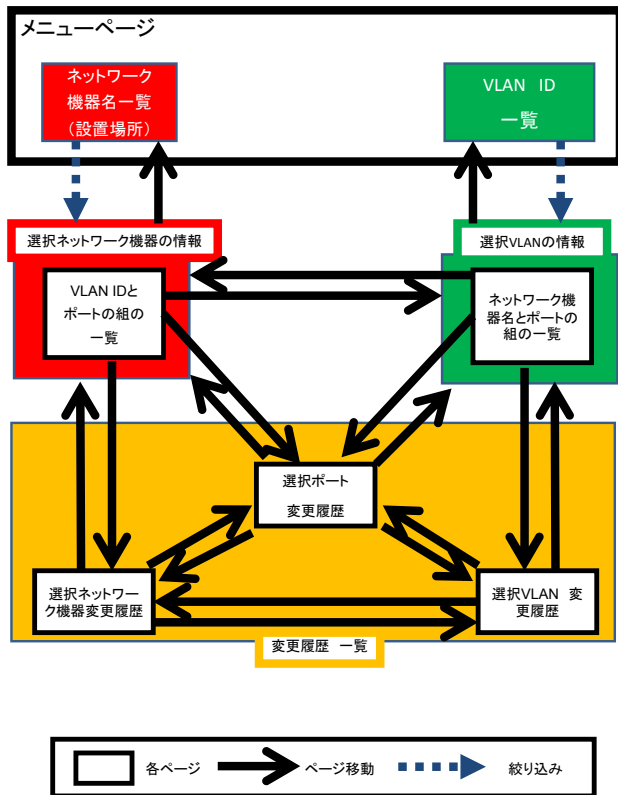 メニューページ
ネットワーク
機器名一覧
（設置場所）
VLAN ID
一覧
選択ネットワーク機器の情報
選択VLANの情報
VLAN IDと
ポートの組の
一覧
ネットワーク機
器名とポートの
組の一覧
選択ポート
変更履歴
選択ネットワー
ク機器変更履歴
選択VLAN 変
更履歴
変更履歴 一覧
各ページ
ページ移動
絞り込み